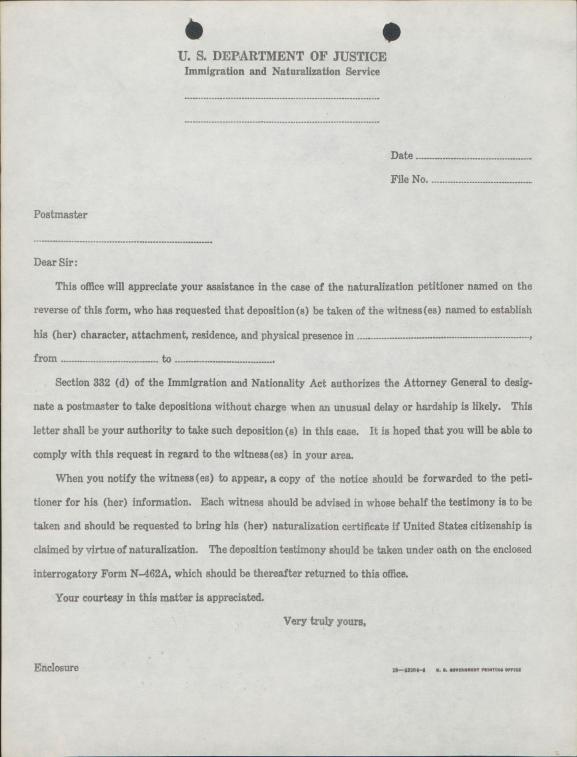 U. S. DEPARTMENT OF JUSTICE
Immigration and Naturalization Service
Date
File No.
Postmaster
Dear Sir:
This office will appreciate your assistance in the case of the naturalization petitioner named on the
reverse of this form, who has requested that deposition(s) be taken of the witness(es) named to establish
his (her) character, attachment, residence, and physical presence in ,
from to .
Section 332 (d) of the Immigration and Nationality Act authorizes the Attorney General to desig-
nate a postmaster to take depositions without charge when an unusual delay or hardship is likely. This
letter shall be your authority to take such deposition(s) in this case. It is hoped that you will be able to
comply with this request in regard to the witness(es) in your area.
When you notify the witness(es) to appear, a copy of the notice should be forwarded to the peti-
tioner for his (her) information. Each witness should be advised in whose behalf the testimony is to be
taken and should be requested to bring his (her) naturalization certificate if United States citizenship is
claimed by virtue of naturalization. The deposition testimony should be taken under oath on the enclosed
interrogatory Form N-462A, which should be thereafter returned to this office.
Your courtesy in this matter is appreciated.
Very truly yours,
Enclosure
U. S. GOVERNMENT PRINTING OFFICE